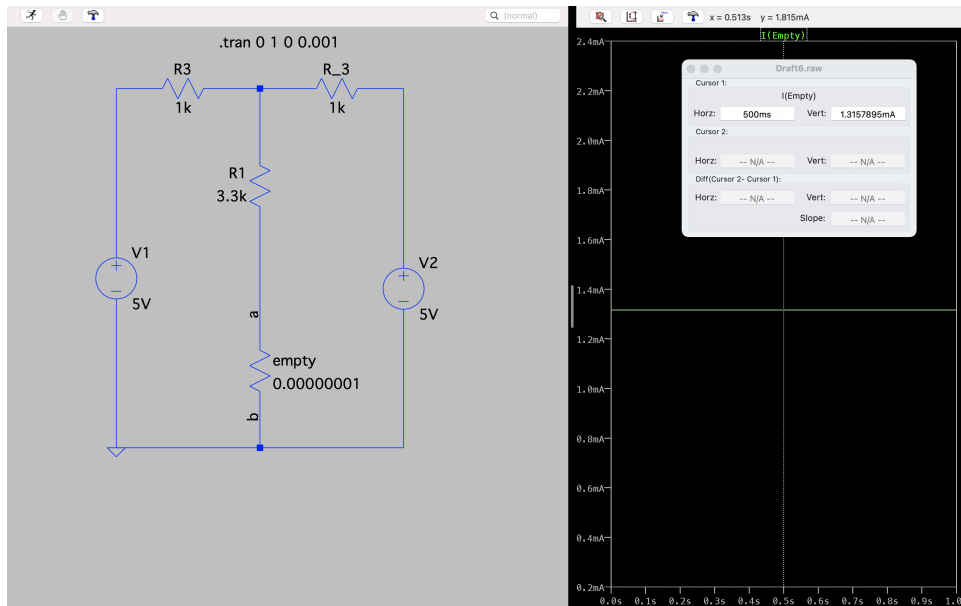 (normal)
.tran 0 1 0 0.001
R3
1k
R_3
1k
R1
3.3k
V1
5V
V2
5V
a
empty
0.00000001
b
x = 0.513s y = 1.815mA
I(Empty)
2.4mA
2.2mA
2.0mA
1.8mA
1.6mA
1.4mA
1.2mA
1.0mA
0.8mA
0.6mA
0.4mA
0.2mA
0.0s 0.1s 0.2s 0.3s 0.4s 0.5s 0.6s 0.7s 0.8s 0.9s 1.0
Draft6.raw
Cursor 1:
I(Empty)
Horz: 500ms Vert: 1.3157895mA
Cursor 2:
Horz: -- N/A -- Vert: -- N/A --
Diff(Cursor 2- Cursor 1):
Horz: -- N/A -- Vert: -- N/A --
Slope: -- N/A --